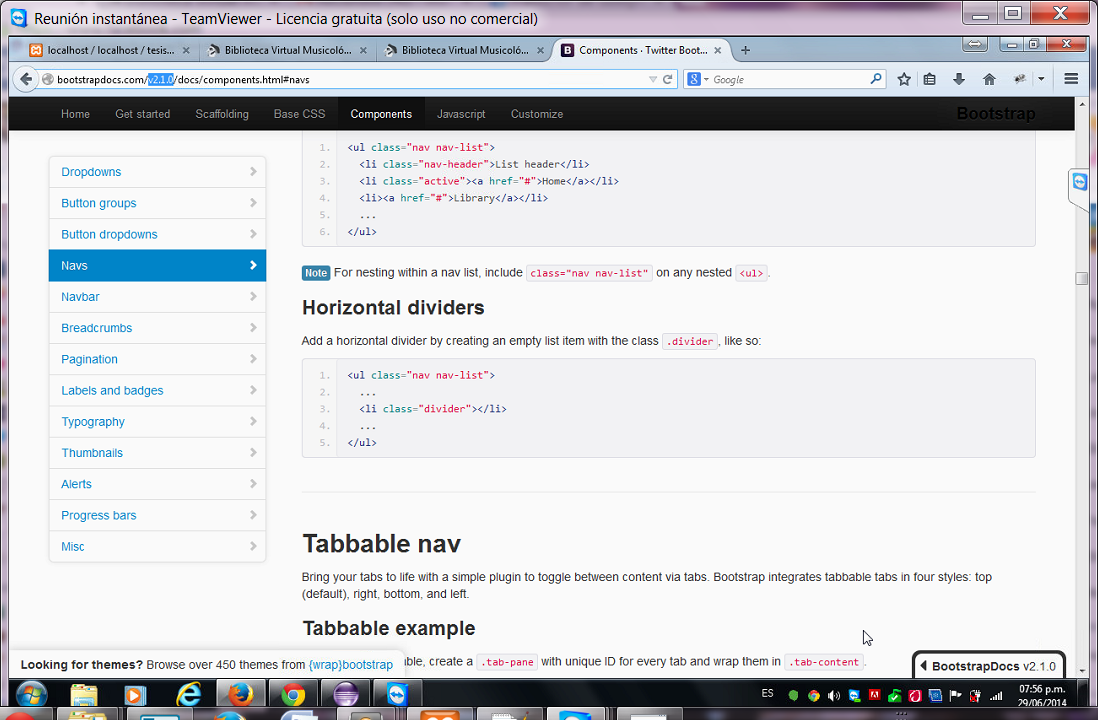 Reunión instantánea - TeamViewer - Licencia gratuita (solo uso no comercial)
localhost / localhost / tesis...
Biblioteca Virtual Musicoló...
Biblioteca Virtual Musicoló...
Components · Twitter Boot...
bootstrapdocs.com/v2.1.0/docs/components.html#navs
Google
Home
Get started
Scaffolding
Base CSS
Components
Javascript
Customize
Bootstrap
Dropdowns
Button groups
Button dropdowns
Navs
Navbar
Breadcrumbs
Pagination
Labels and badges
Typography
Thumbnails
Alerts
Progress bars
Misc
1. <ul class="nav nav-list">
2. <li class="nav-header">List header</li>
3. <li class="active"><a href="#">Home</a></li>
4. <li><a href="#">Library</a></li>
5. ...
6. </ul>
Note For nesting within a nav list, include class="nav nav-list" on any nested <ul>.
Horizontal dividers
Add a horizontal divider by creating an empty list item with the class .divider, like so:
1. <ul class="nav nav-list">
2. ...
3. <li class="divider"></li>
4. ...
5. </ul>
Tabbable nav
Bring your tabs to life with a simple plugin to toggle between content via tabs. Bootstrap integrates tabbable tabs in four styles: top
(default), right, bottom, and left.
Tabbable example
able, create a .tab-pane with unique ID for every tab and wrap them in .tab-content.
Looking for themes? Browse over 450 themes from {wrap}bootstrap
BootstrapDocs v2.1.0
ES
07:56 p.m.
29/06/2014